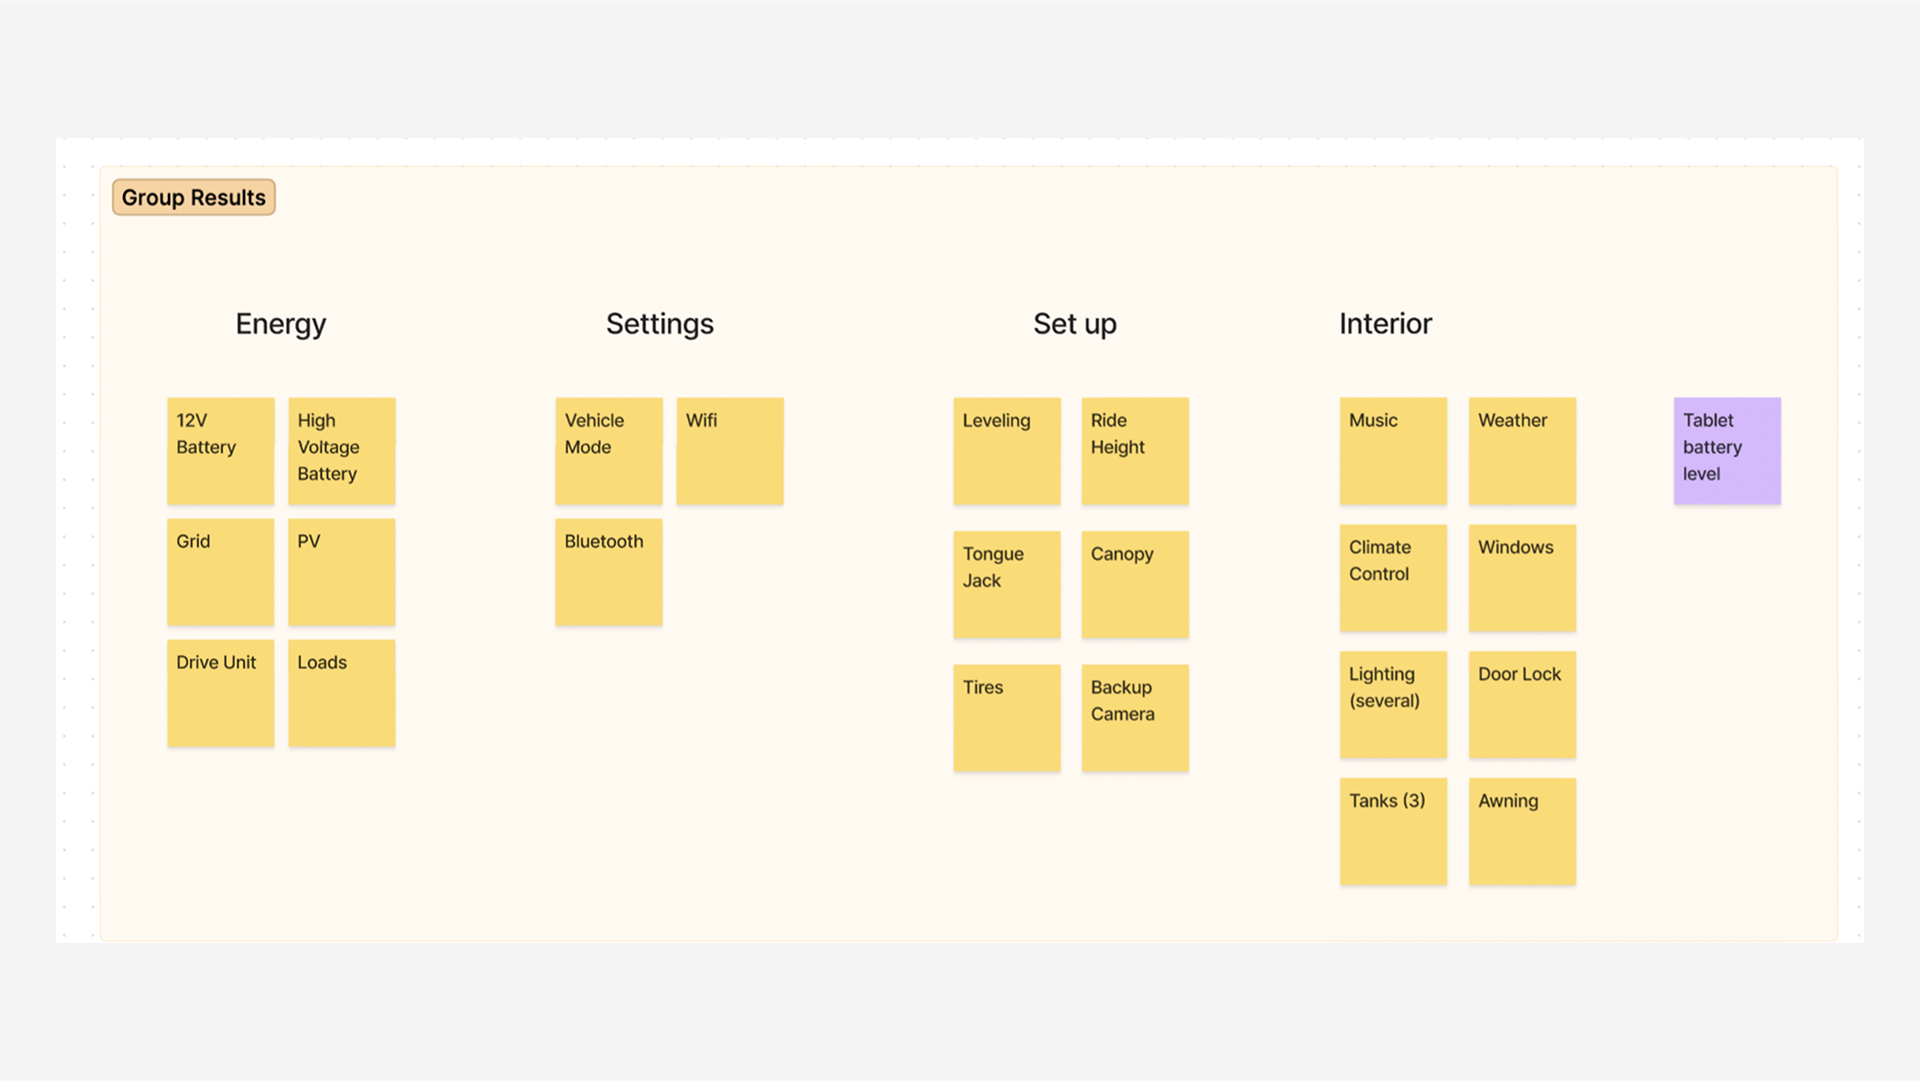 Group Results
Energy
Settings
Set up
Interior
12V
Battery
High
Voltage
Battery
Grid
PV
Drive Unit
Loads
Vehicle
Mode
Wifi
Bluetooth
Leveling
Ride
Height
Tongue
Jack
Canopy
Tires
Backup
Camera
Music
Weather
Climate
Control
Windows
Lighting
(several)
Door Lock
Tanks (3)
Awning
Tablet
battery
level